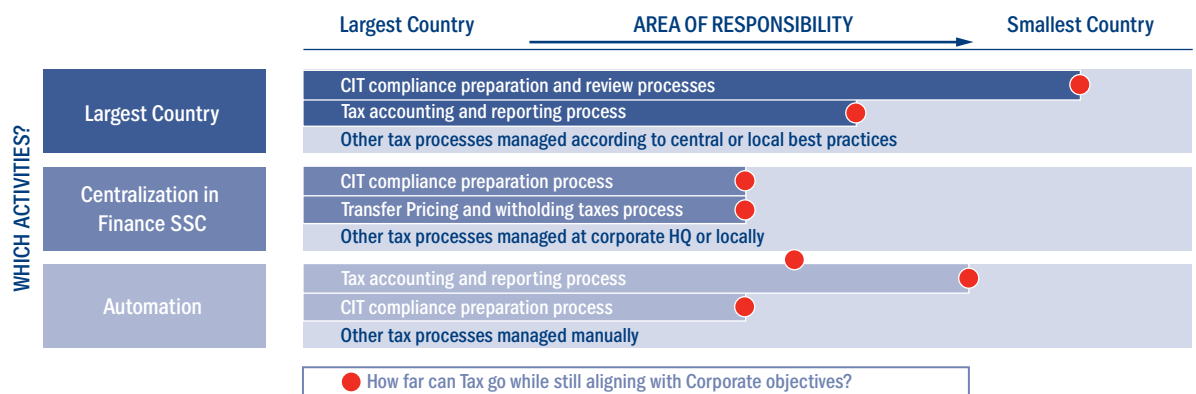 Largest Country AREA OF RESPONSIBILITY Smallest Country
WHICH ACTIVITIES?
Largest Country
CIT compliance preparation and review processes
Tax accounting and reporting process
Other tax processes managed according to central or local best practices
Centralization in
Finance SSC
CIT compliance preparation process
Transfer Pricing and witholding taxes process
Other tax processes managed at corporate HQ or locally
Automation
Tax accounting and reporting process
CIT compliance preparation process
Other tax processes managed manually
How far can Tax go while still aligning with Corporate objectives?